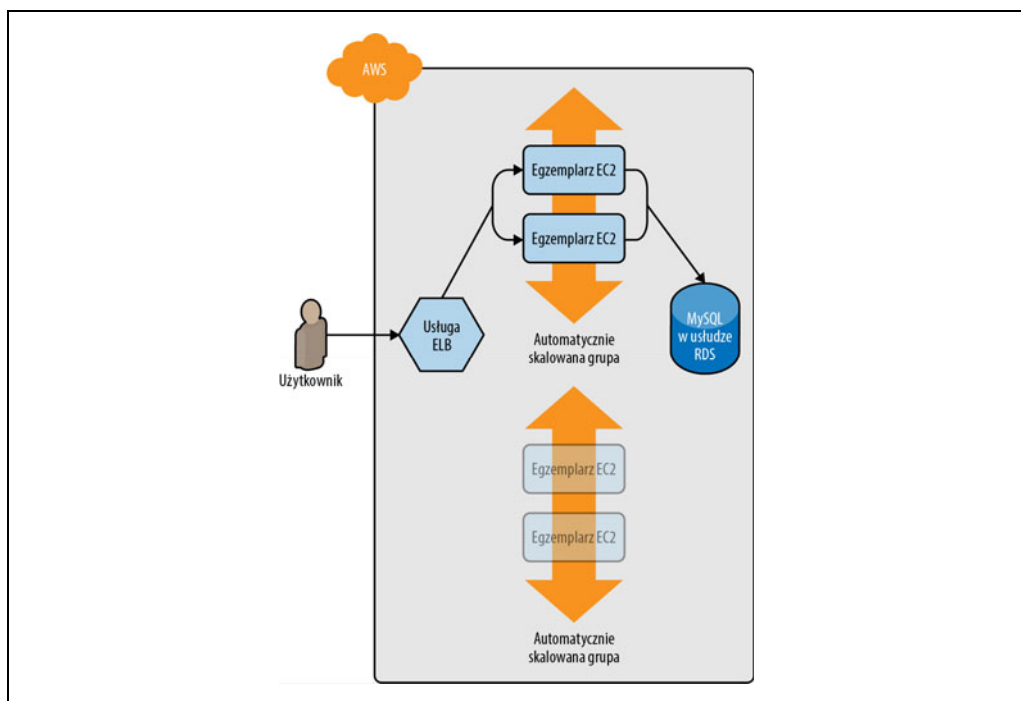 AWS
Egzemplarz EC2
Egzemplarz EC2
Usługa
ELB
MySQL
w usłudze
RDS
Użytkownik
Automatycznie
skalowana grupa
Egzemplarz EC2
Egzemplarz EC2
Automatycznie
skalowana grupa